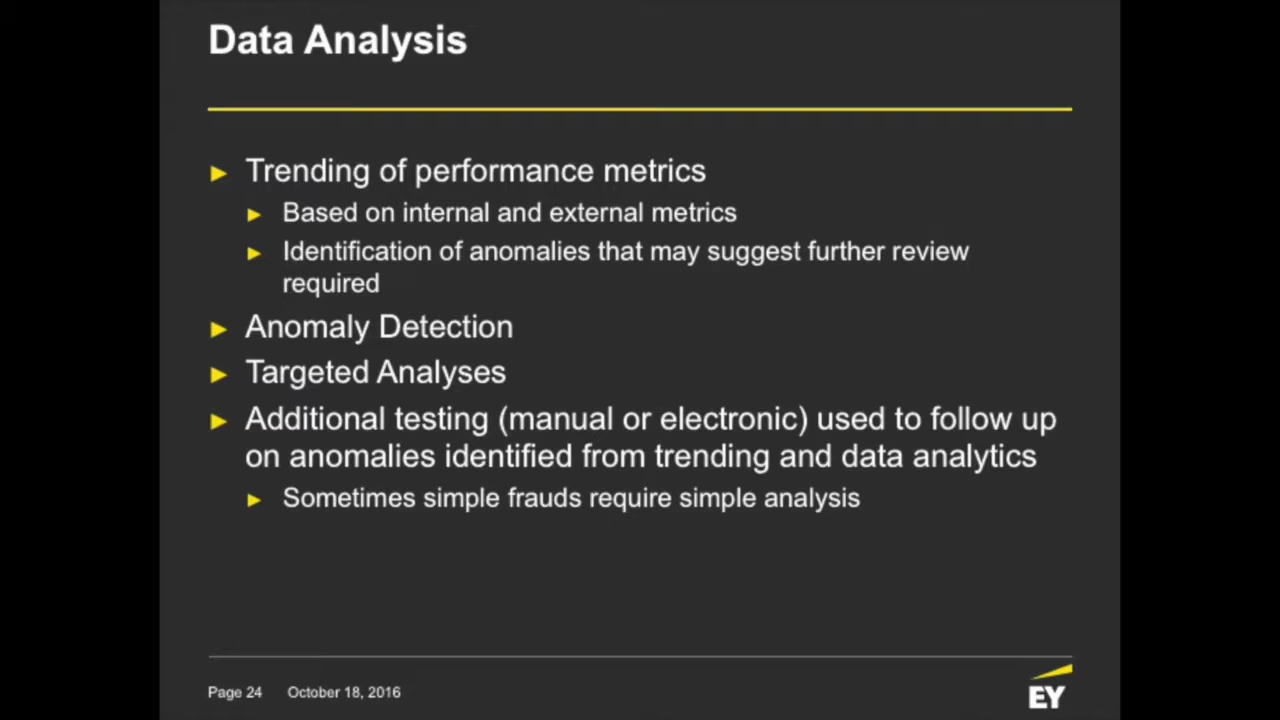 Data Analysis
► Trending of performance metrics
► Based on internal and external metrics
► Identification of anomalies that may suggest further review
required
► Anomaly Detection
► Targeted Analyses
► Additional testing (manual or electronic) used to follow up
on anomalies identified from trending and data analytics
► Sometimes simple frauds require simple analysis
Page 24 October 18, 2016
EY